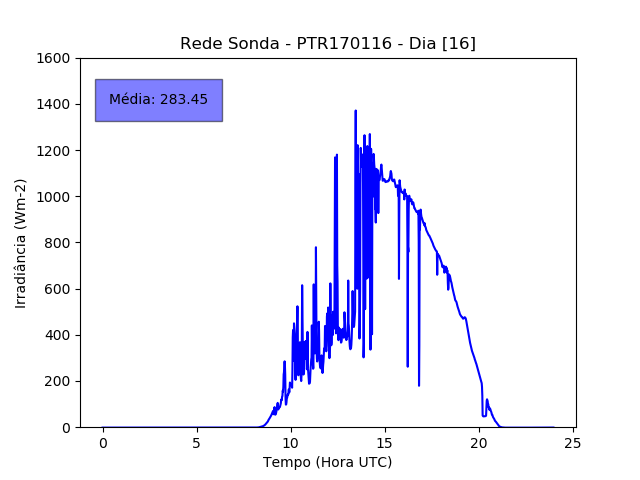 Rede Sonda - PTR170116 - Dia [16]
1600
1400
1200
1000
800
600
400
200
0
Média: 283.45
Irradiância (Wm-2)
0 5 10 15 20 25
Tempo (Hora UTC)